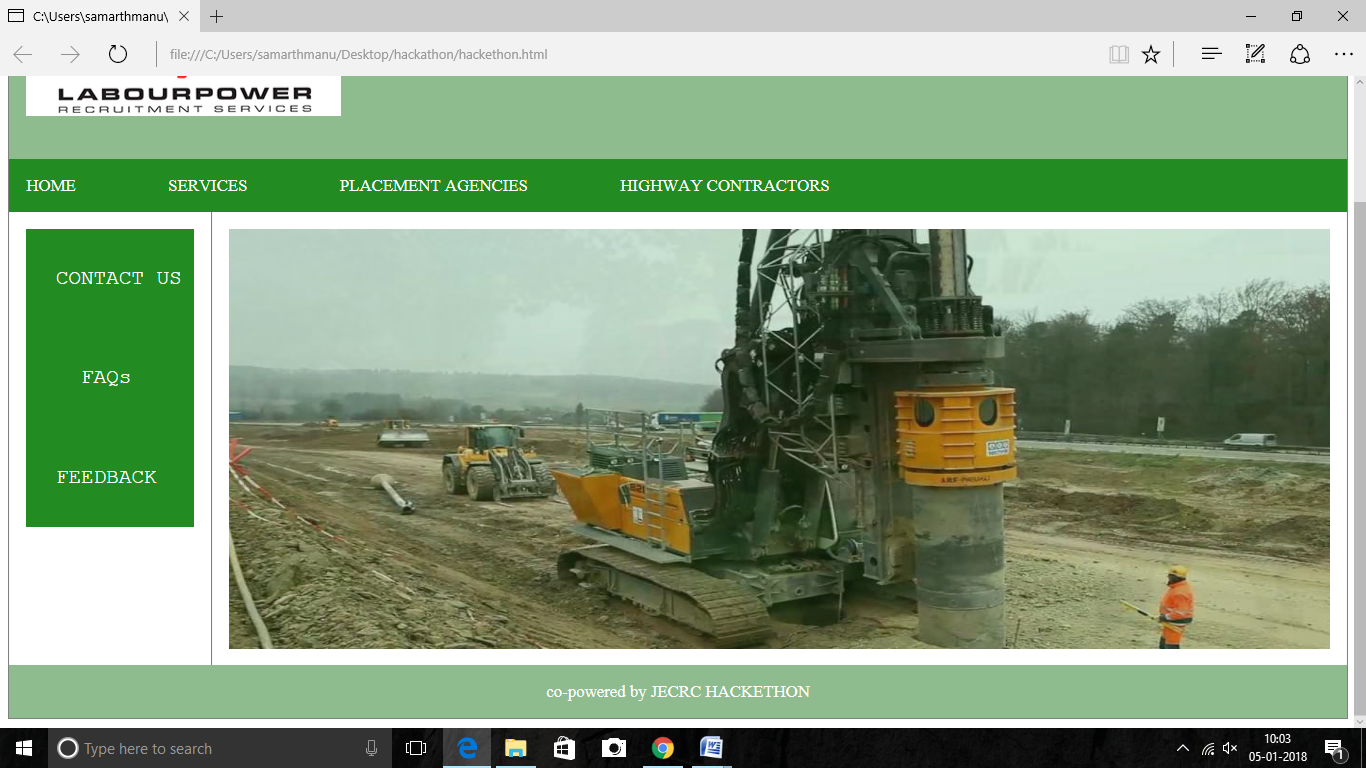 C:\Users\samarthmanu\
file:///C:/Users/samarthmanu/Desktop/hackathon/hackethon.html
LABOURPOWER
RECRUITMENT SERVICES
HOME SERVICES PLACEMENT AGENCIES HIGHWAY CONTRACTORS
CONTACT US
FAQs
FEEDBACK
co-powered by JECRC HACKETHON
Type here to search
10:03
05-01-2018
1